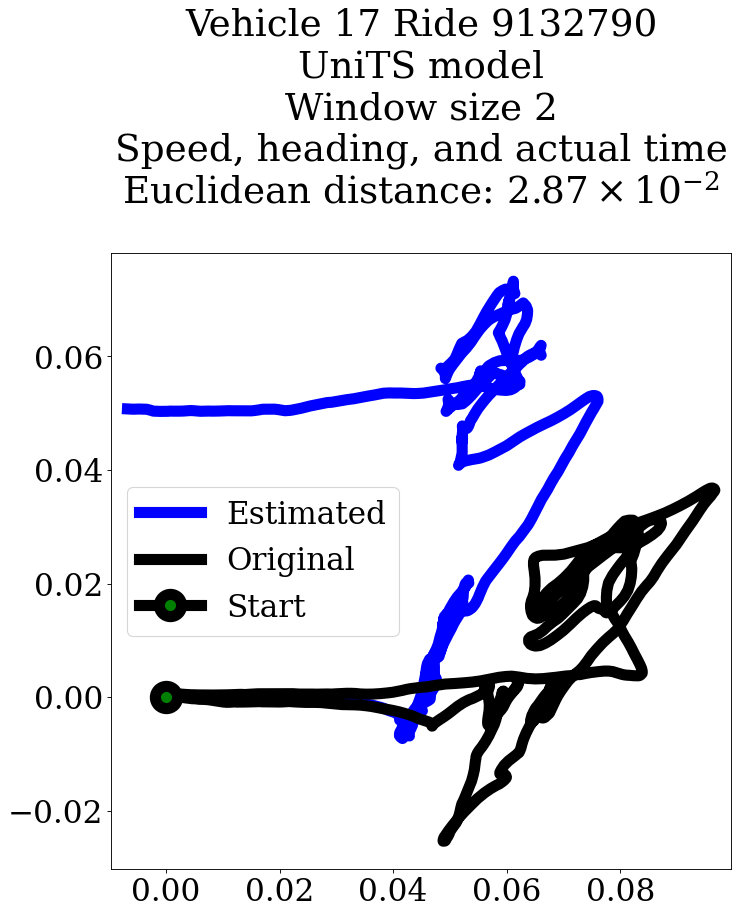 Vehicle 17 Ride 9132790
UniTS model
Window size 2
Speed, heading, and actual time
Euclidean distance: 2.87 × 10⁻²
0.06
0.04
0.02
0.00
−0.02
Estimated
Original
Start
0.00 0.02 0.04 0.06 0.08